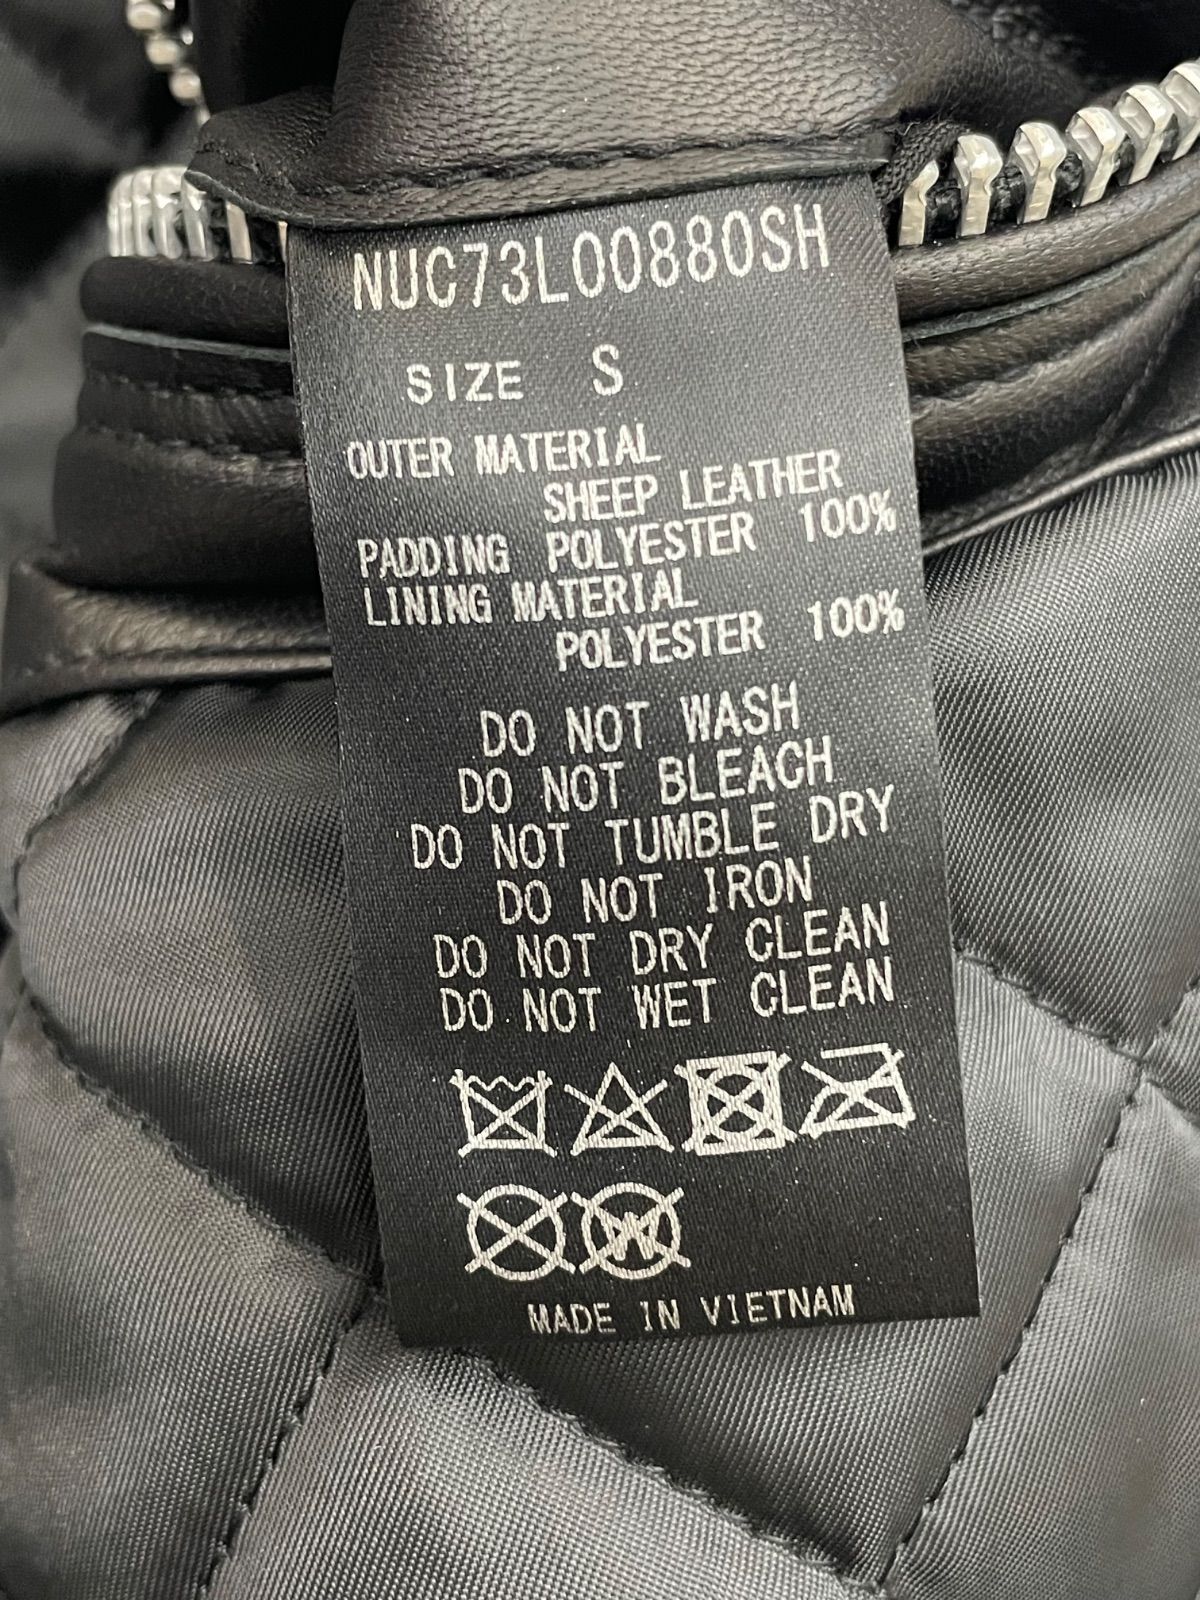 NUC73L00880SH
SIZE S
OUTER MATERIAL
SHEEP LEATHER
PADDING POLYESTER 100%
LINING MATERIAL
POLYESTER 100%
DO NOT WASH
DO NOT BLEACH
DO NOT TUMBLE DRY
DO NOT IRON
DO NOT DRY CLEAN
DO NOT WET CLEAN
W
MADE IN VIETNAM